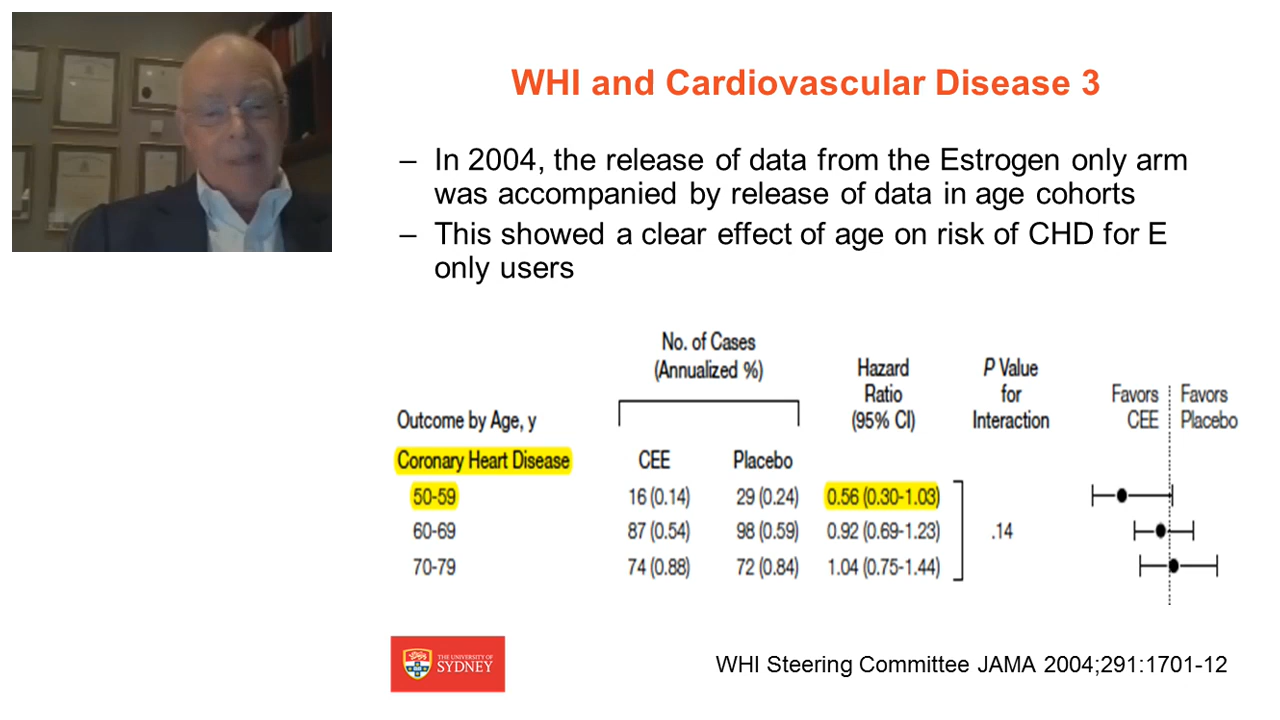 WHI and Cardiovascular Disease 3
– In 2004, the release of data from the Estrogen only arm
was accompanied by release of data in age cohorts
– This showed a clear effect of age on risk of CHD for E
only users
No. of Cases
(Annualized %)
Hazard
Ratio
(95% CI)
P Value
for
Interaction
Favors
CEE
Favors
Placebo
Outcome by Age, y
Coronary Heart Disease CEE Placebo
50-59 16 (0.14) 29 (0.24) 0.56 (0.30-1.03)
60-69 87 (0.54) 98 (0.59) 0.92 (0.69-1.23) .14
70-79 74 (0.88) 72 (0.84) 1.04 (0.75-1.44)
THE UNIVERSITY OF
SYDNEY
WHI Steering Committee JAMA 2004;291:1701-12